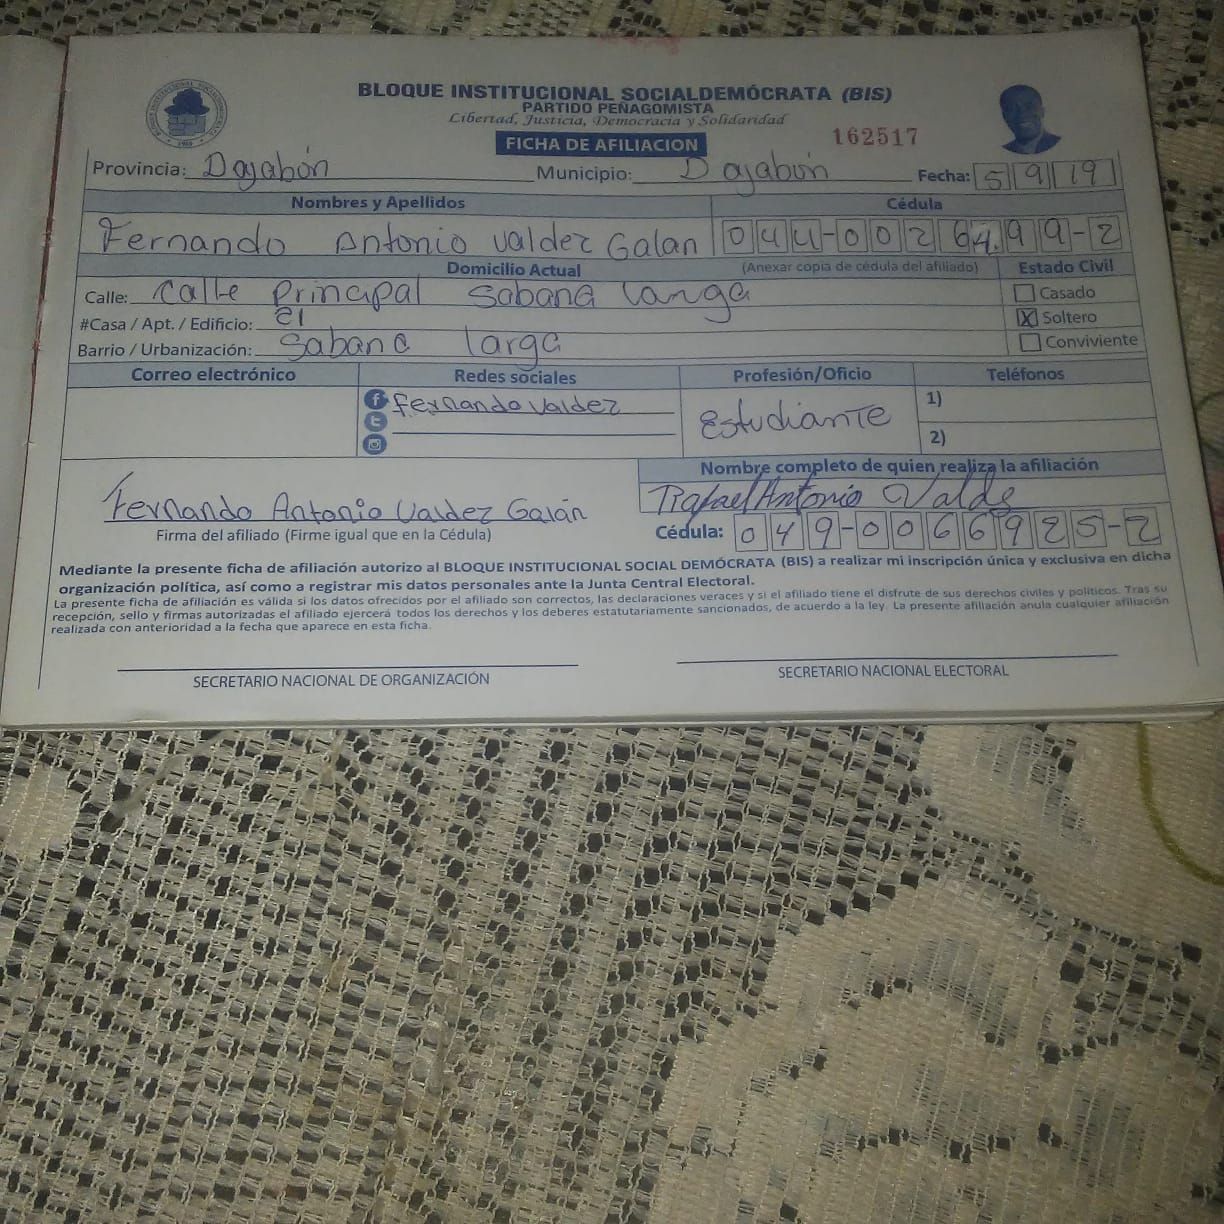 BLOQUE INSTITUCIONAL SOCIALDEMÓCRATA (BIS)
PARTIDO PEÑAGOMISTA
Libertad, Justicia, Democracia y Solidaridad
FICHA DE AFILIACION
162517
Provincia: Dajabón Municipio: Dajabón Fecha: 5 9 19
Nombres y Apellidos Cédula
Fernando Antonio Valdez Galan 044-002 6499-2
Domicilio Actual (Anexar copia de cédula del afiliado) Estado Civil
Calle: Calle Principal Sabana larga Casado
#Casa / Apt. / Edificio: el X Soltero
Barrio / Urbanización: Sabana larga Conviviente
Correo electrónico Redes sociales Profesión/Oficio Teléfonos
Fernando Valdez Estudiante 1)
2)
Nombre completo de quien realiza la afiliación
Fernando Antonio Valdez Galán Rafael Antonio Valde
Firma del afiliado (Firme igual que en la Cédula) Cédula: 049-0066925-2
Mediante la presente ficha de afiliación autorizo al BLOQUE INSTITUCIONAL SOCIAL DEMÓCRATA (BIS) a realizar mi inscripción única y exclusiva en dicha
organización política, así como a registrar mis datos personales ante la Junta Central Electoral.
La presente ficha de afiliación es válida si los datos ofrecidos por el afiliado son correctos, las declaraciones veraces y si el afiliado tiene el disfrute de sus derechos civiles y políticos. Tras su
recepción, sello y firmas autorizadas el afiliado ejercerá todos los derechos y los deberes estatutariamente sancionados, de acuerdo a la ley. La presente afiliación anula cualquier afiliación
realizada con anterioridad a la fecha que aparece en esta ficha.
SECRETARIO NACIONAL DE ORGANIZACIÓN SECRETARIO NACIONAL ELECTORAL